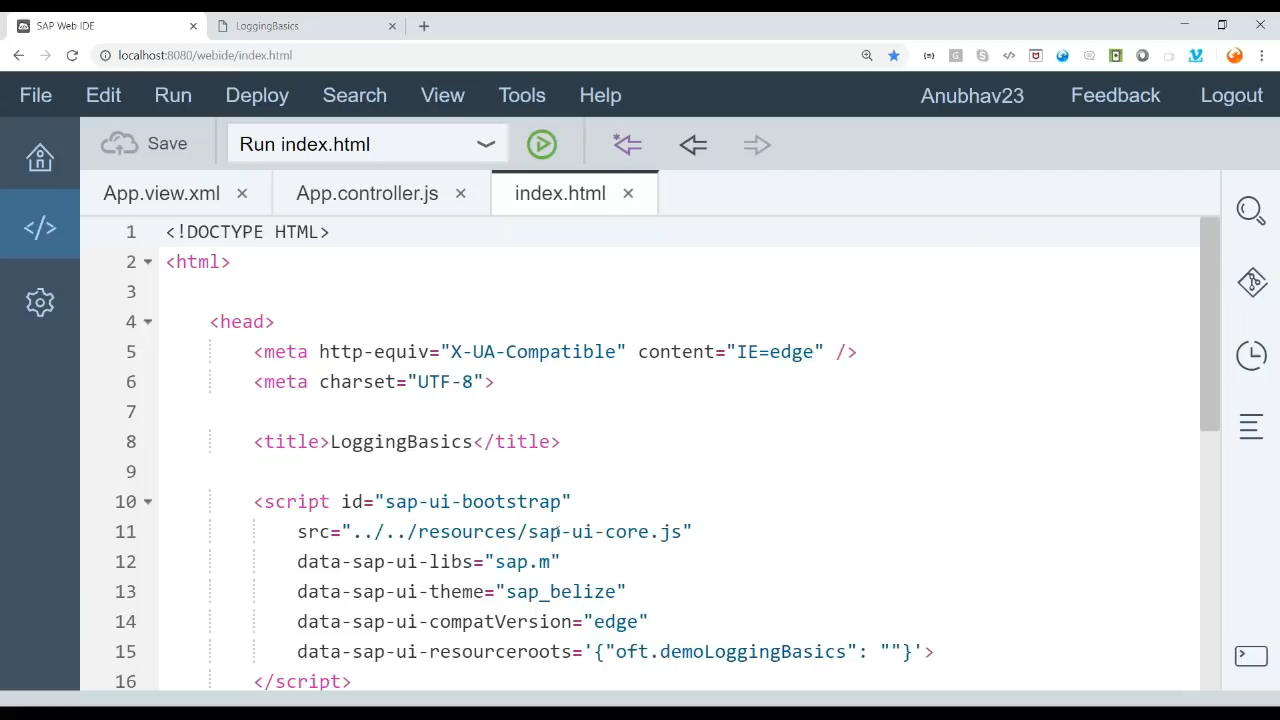 SAP Web IDE
LoggingBasics
localhost:8080/webide/index.html
File Edit Run Deploy Search View Tools Help Anubhav23 Feedback Logout
Save Run index.html
App.view.xml App.controller.js index.html
1 <!DOCTYPE HTML>
2 <html>
3
4 <head>
5 <meta http-equiv="X-UA-Compatible" content="IE=edge" />
6 <meta charset="UTF-8">
7
8 <title>LoggingBasics</title>
9
10 <script id="sap-ui-bootstrap"
11 src="../../resources/sap-ui-core.js"
12 data-sap-ui-libs="sap.m"
13 data-sap-ui-theme="sap_belize"
14 data-sap-ui-compatVersion="edge"
15 data-sap-ui-resourceroots='{"oft.demoLoggingBasics": ""}'>
16 </script>